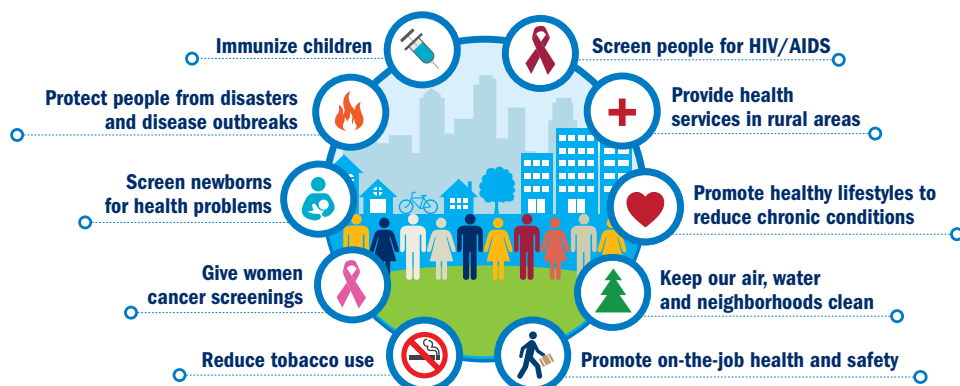 Immunize children
Screen people for HIV/AIDS
Protect people from disasters
and disease outbreaks
Provide health
services in rural areas
Screen newborns
for health problems
Promote healthy lifestyles to
reduce chronic conditions
Give women
cancer screenings
Keep our air, water
and neighborhoods clean
Reduce tobacco use
Promote on-the-job health and safety